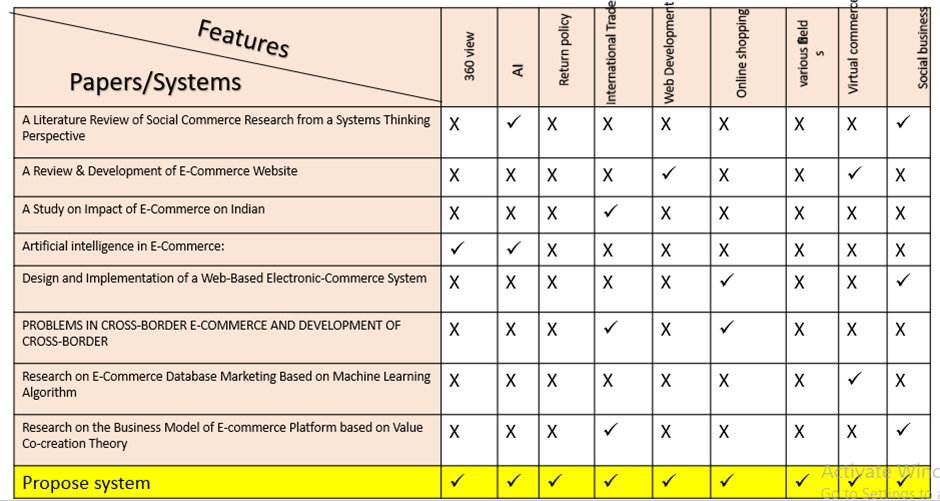 Features
Papers/Systems
360 view
AI
Return policy
International Trade
Web Development
Online shopping
various field
s
Virtual commerce
Social business
A Literature Review of Social Commerce Research from a Systems Thinking
Perspective
X ✓ X X X X X X ✓
A Review & Development of E-Commerce Website
X X X X ✓ X X ✓ X
A Study on Impact of E-Commerce on Indian
X X X ✓ X X X X X
Artificial intelligence in E-Commerce:
✓ ✓ X X X X X X X
Design and Implementation of a Web-Based Electronic-Commerce System
X X X X X ✓ X X ✓
PROBLEMS IN CROSS-BORDER E-COMMERCE AND DEVELOPMENT OF
CROSS-BORDER
X X X ✓ X ✓ X X X
Research on E-Commerce Database Marketing Based on Machine Learning
Algorithm
X X X X X X X ✓ X
Research on the Business Model of E-commerce Platform based on Value
Co-creation Theory
X X X ✓ X X X X ✓
Propose system
✓ ✓ ✓ ✓ ✓ ✓ ✓ ✓ ✓
Activate Winc
Go to Settings to a